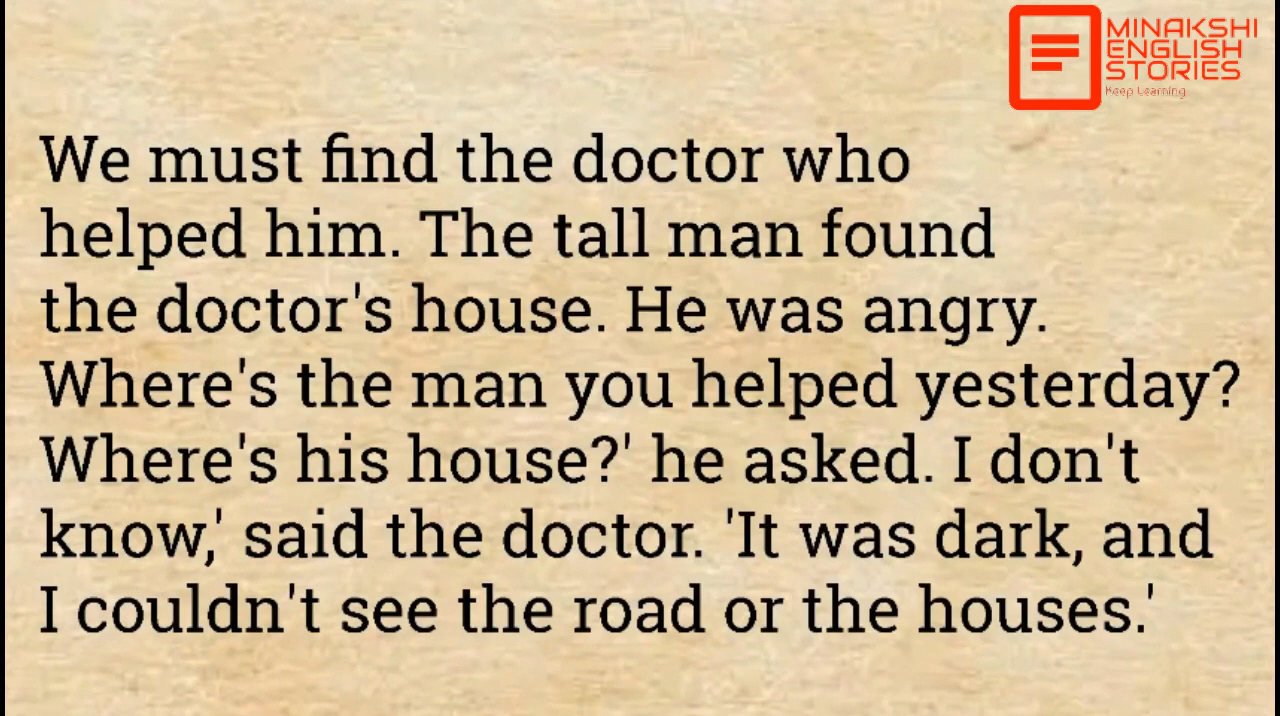 MINAKSHI
ENGLISH
STORIES
Keep Learning
We must find the doctor who
helped him. The tall man found
the doctor's house. He was angry.
Where's the man you helped yesterday?
Where's his house?' he asked. I don't
know,' said the doctor. 'It was dark, and
I couldn't see the road or the houses.'